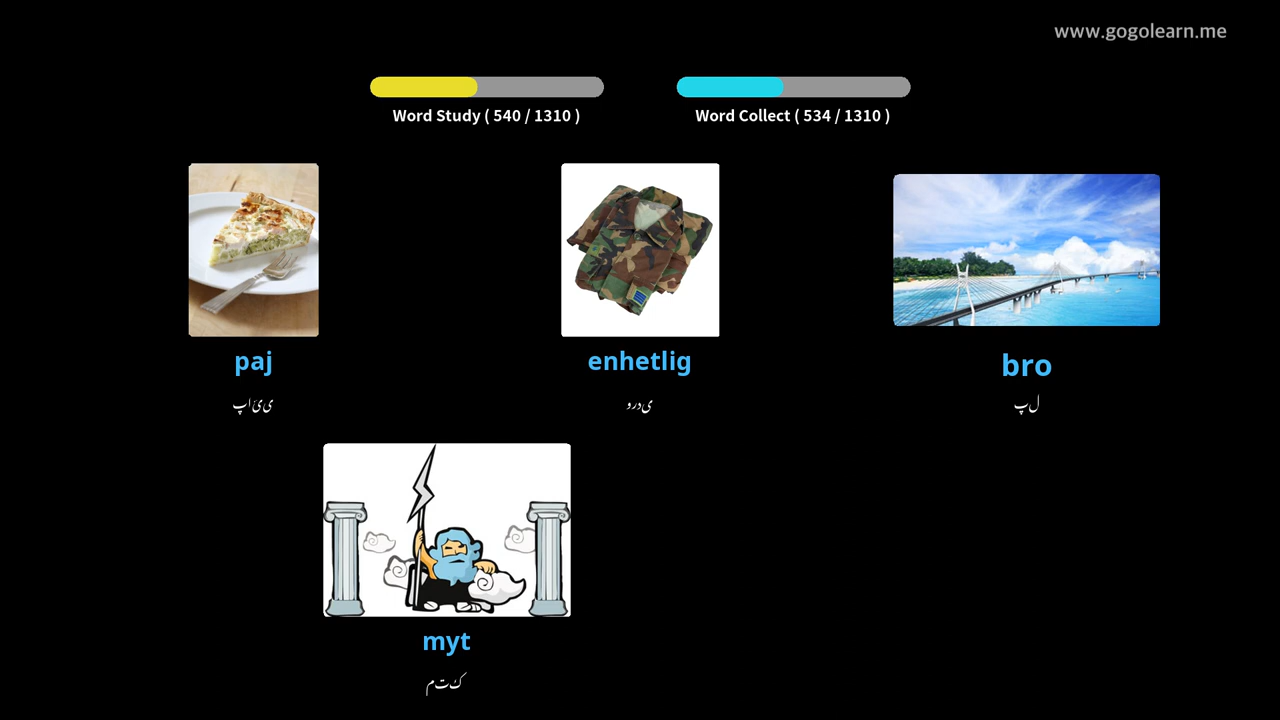 www.gogolearn.me
Word Study ( 540 / 1310 )
Word Collect ( 534 / 1310 )
paj
enhetlig
bro
پائی
وردی
پل
myt